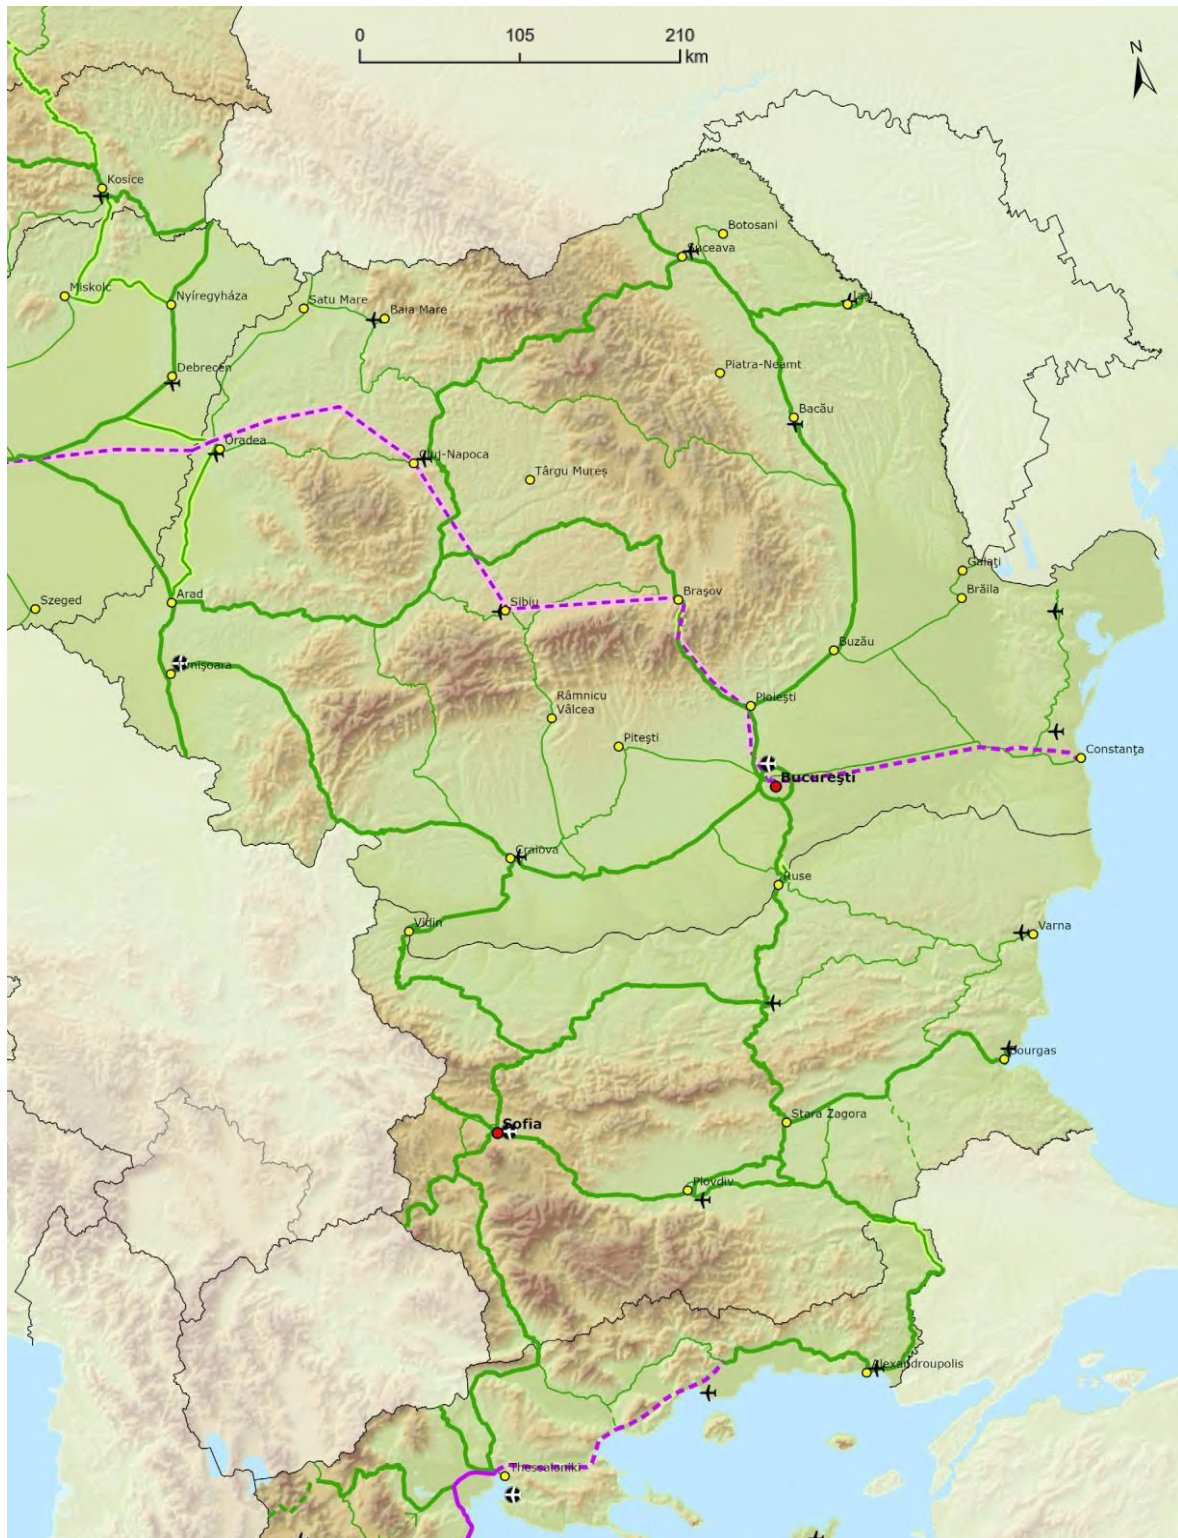 0 105 210
km
N
Kosice
Botosani
Suceava
Miskolc
Nyíregyháza
Satu Mare
Baia Mare
Iași
Debrecen
Piatra-Neamt
Bacău
Oradea
Cluj-Napoca
Târgu Mureș
Galaţi
Szeged
Arad
Sibiu
Braşov
Brăila
Timişoara
Buzău
Râmnicu
Vâlcea
Ploieşti
Piteşti
Constanţa
Bucureşti
Craiova
Ruse
Vidin
Varna
Bourgas
Stara Zagora
Sofia
Plovdiv
Alexandroupolis
Thessaloniki